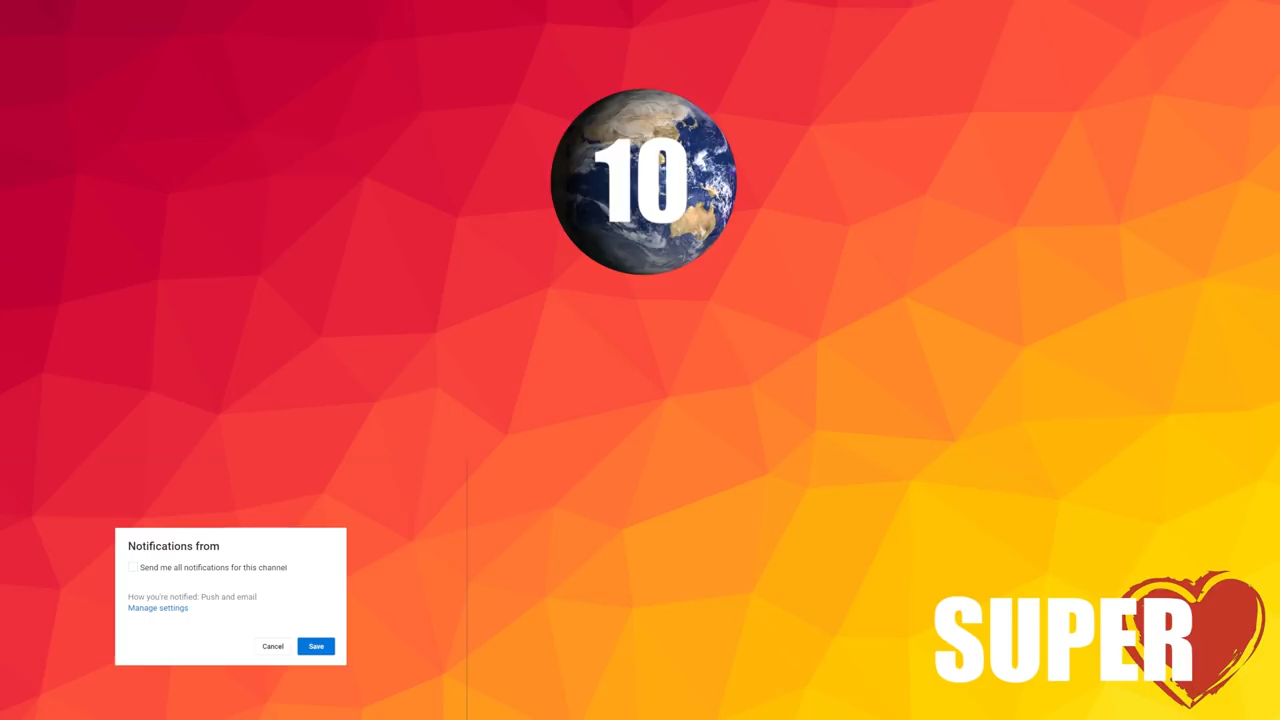 10
Notifications from
Send me all notifications for this channel
How you're notified: Push and email
Manage settings
Cancel
Save
SUPER